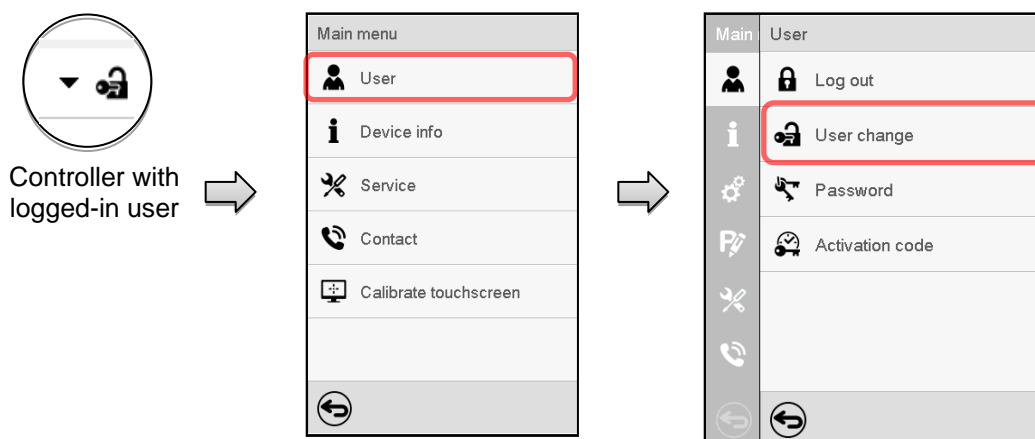 Controller with
logged-in user
Main menu
User
Device info
Service
Contact
Calibrate touchscreen
Main
User
Log out
User change
Password
Activation code